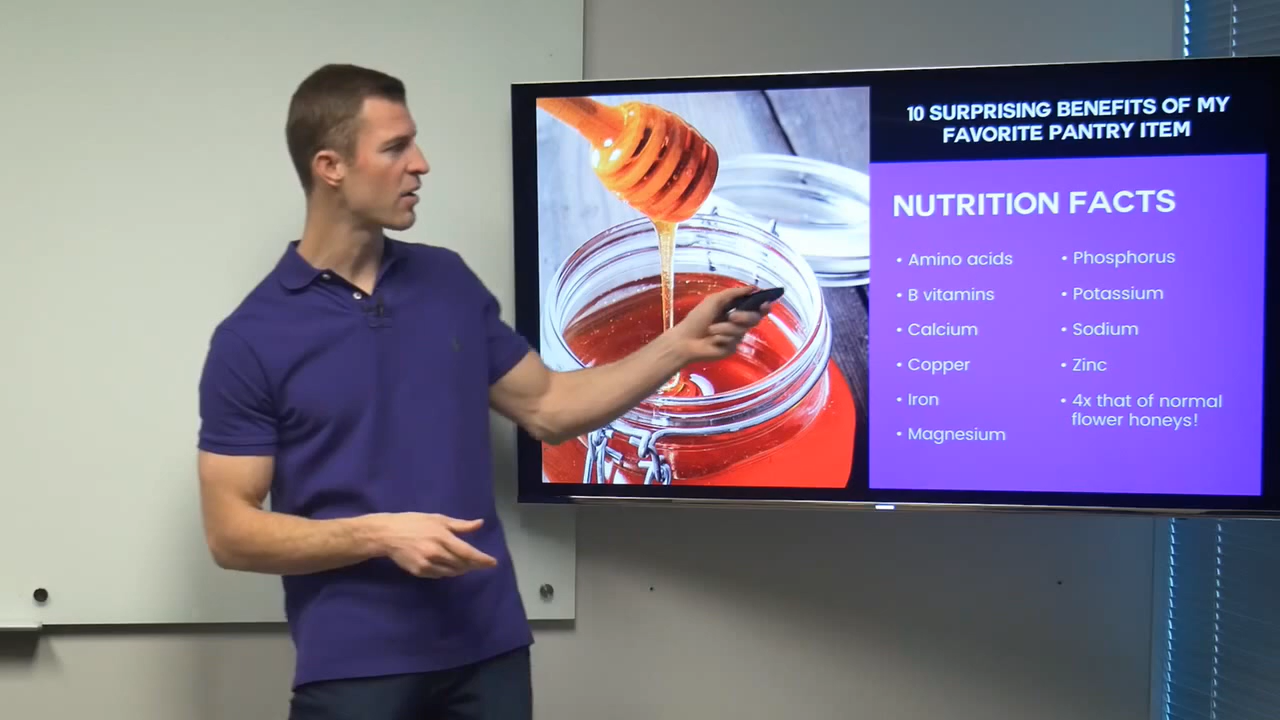 10 SURPRISING BENEFITS OF MY
FAVORITE PANTRY ITEM
NUTRITION FACTS
• Amino acids
• B vitamins
• Calcium
• Copper
• Iron
• Magnesium
• Phosphorus
• Potassium
• Sodium
• Zinc
• 4x that of normal
flower honeys!